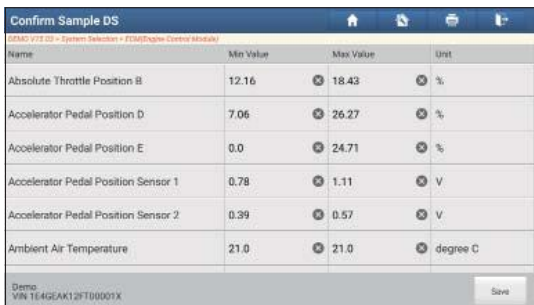 Confirm Sample DS
DEMO V15.03 > System Selection > ECM(Engine Control Module)
Name Min Value Max Value Unit
Absolute Throttle Position B 12.16 18.43 %
Accelerator Pedal Position D 7.06 26.27 %
Accelerator Pedal Position E 0.0 24.71 %
Accelerator Pedal Position Sensor 1 0.78 1.11 V
Accelerator Pedal Position Sensor 2 0.39 0.57 V
Ambient Air Temperature 21.0 21.0 degree C
Demo
VIN 1E4GEAK12FT00001X
Save